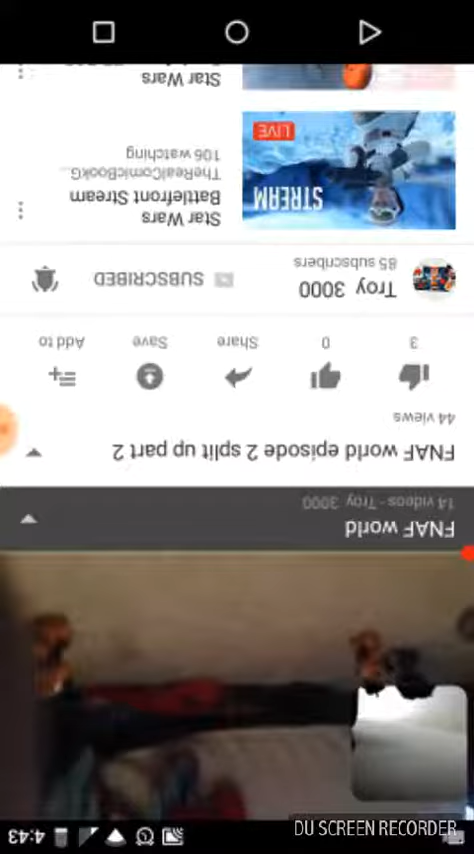 4:43
FNAF world
14 videos - Troy 3000
FNAF world episode 2 split up part 2
44 views
3
0
Share
Save
Add to
Troy 3000
85 subscribers
SUBSCRIBED
STREAM
LIVE
Star Wars
Battlefront Stream
TheRealComicBookG...
106 watching
Star Wars
DU SCREEN RECORDER